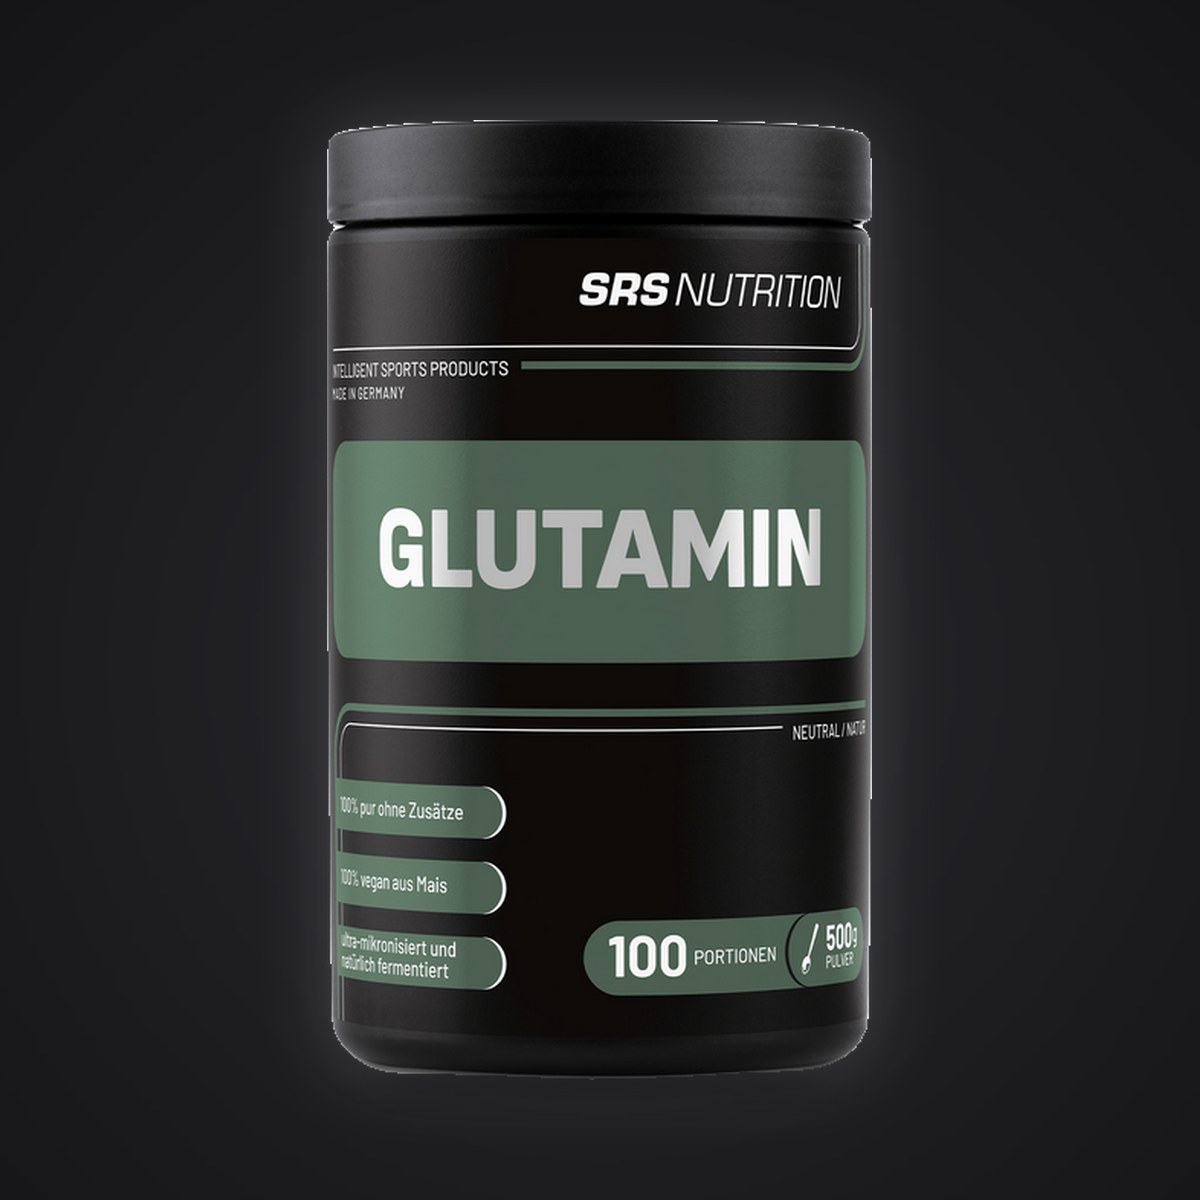 SRS NUTRITION
INTELLIGENT SPORTS PRODUCTS
MADE IN GERMANY
GLUTAMIN
NEUTRAL / NATUR
100% pur ohne Zusätze
100% vegan aus Mais
ultra-mikronisiert und
natürlich fermentiert
100 PORTIONEN
500g
PULVER